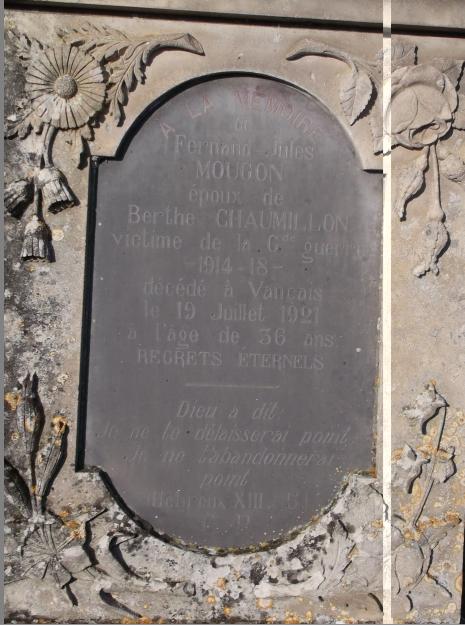 A LA MEMOIRE
de
Fernand-Jules
MOUGON
époux de
Berthe CHAUMILLON
victime de la Gde guerre
-1914-18-
décédé à Vançais
le 19 Juillet 1921
à l'âge de 36 ans
REGRETS ETERNELS
Dieu a dit:
Je ne te délaisserai point,
Je ne t'abandonnerai
point
Hébreux XIII